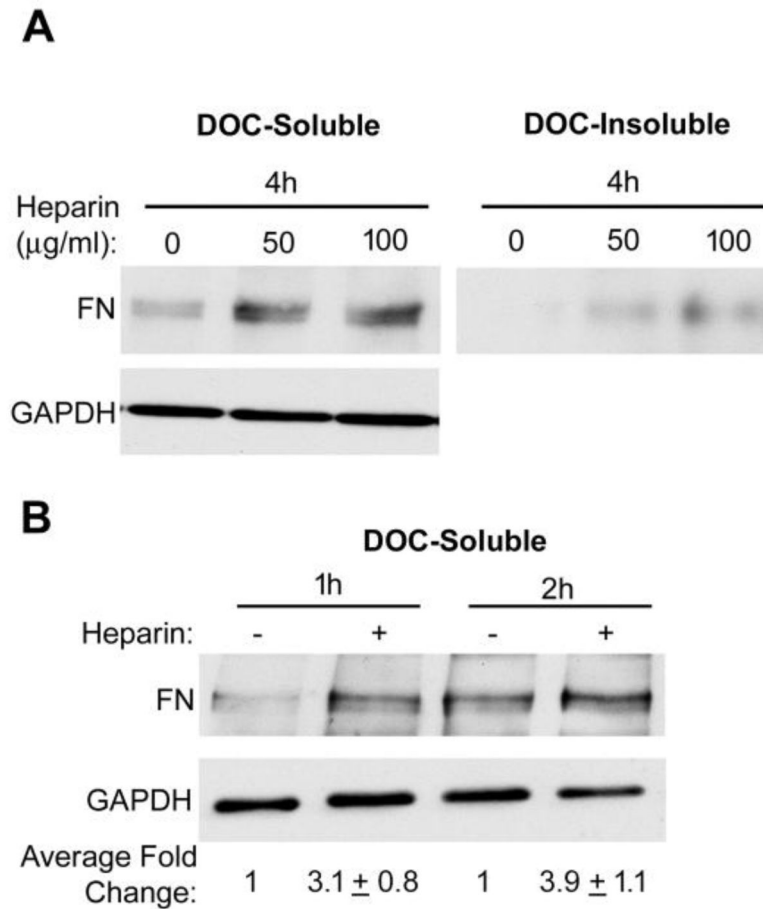 A
DOC-Soluble DOC-Insoluble
4h 4h
Heparin
(μg/ml): 0 50 100 0 50 100
FN
GAPDH
B
DOC-Soluble
1h 2h
Heparin: - + - +
FN
GAPDH
Average Fold
Change: 1 3.1 ± 0.8 1 3.9 ± 1.1